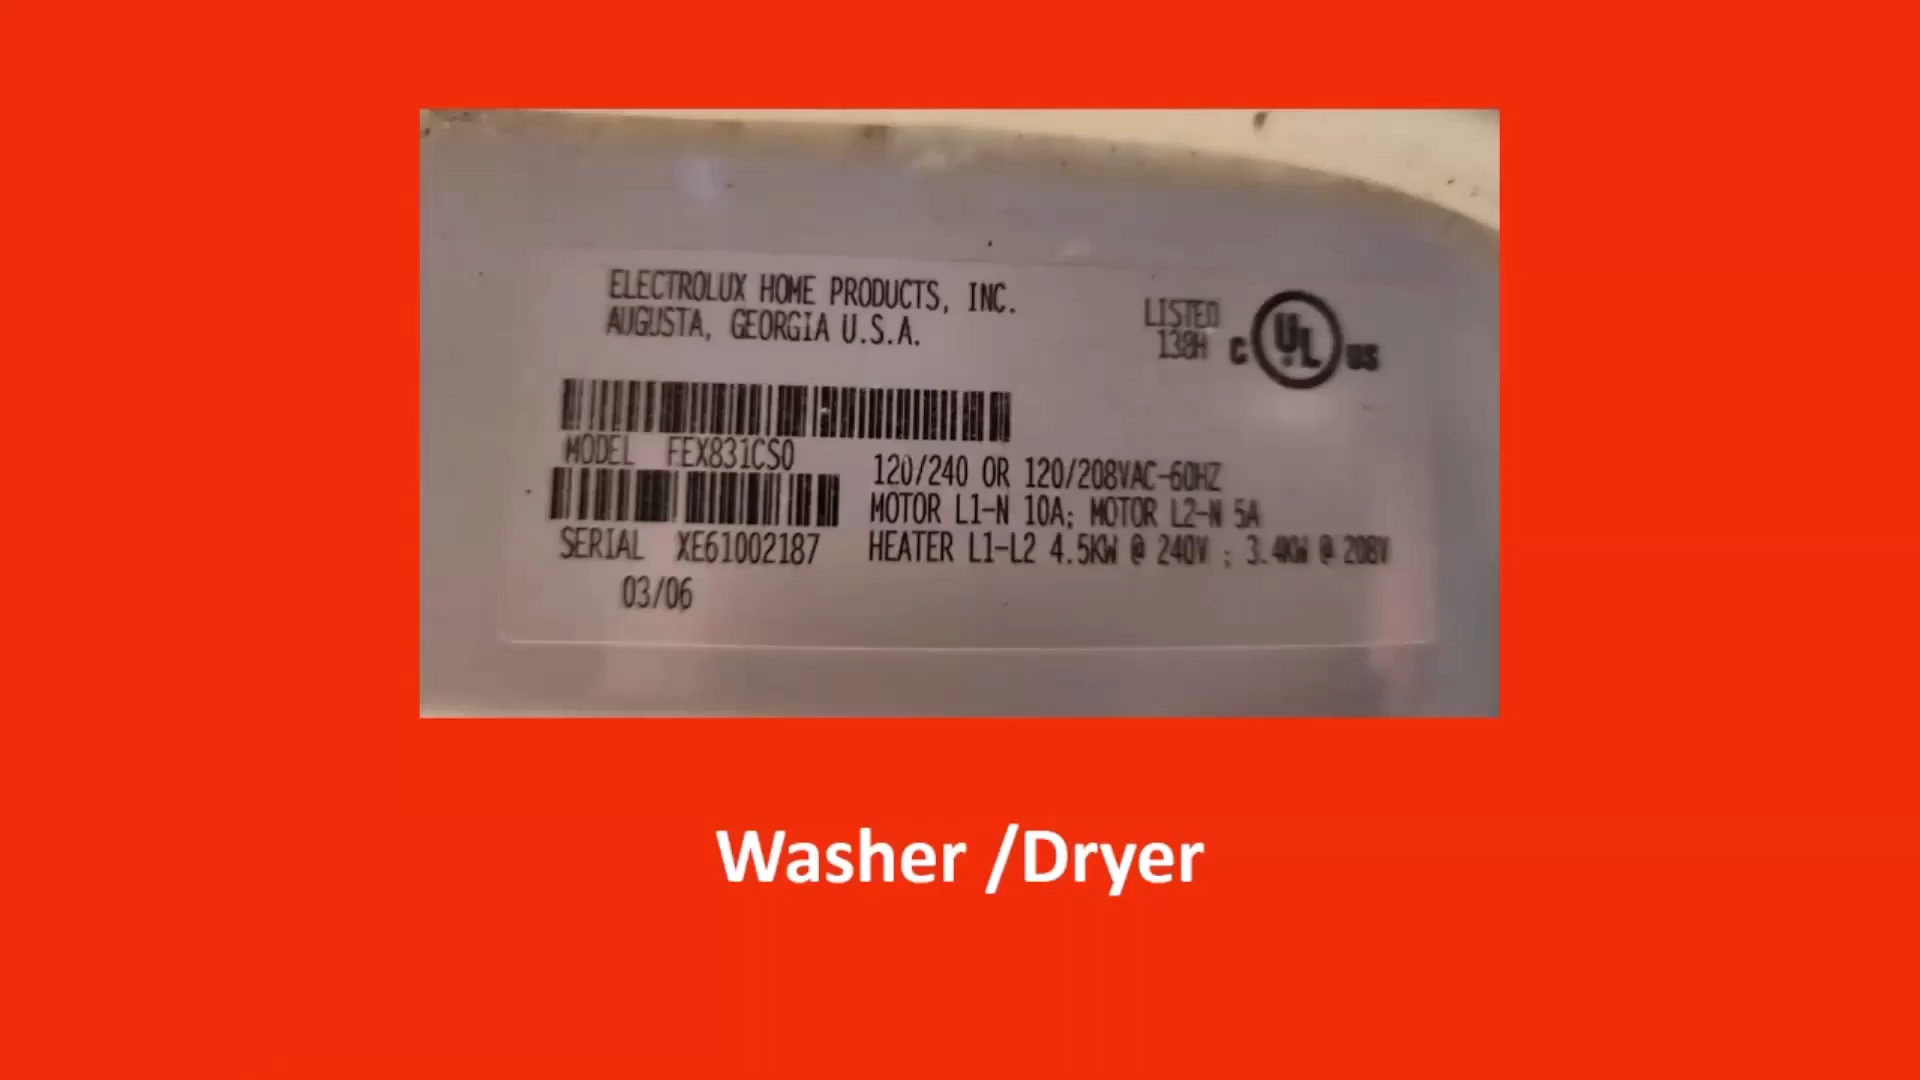 ELECTROLUX HOME PRODUCTS, INC.
AUGUSTA, GEORGIA U.S.A.
LISTED
138H
C UL US
MODEL FEX831CS0
120/240 OR 120/208VAC-60HZ
MOTOR L1-N 10A; MOTOR L2-N 5A
SERIAL XE61002187
HEATER L1-L2 4.5KW @ 240V ; 3.4KW @ 208V
03/06
Washer /Dryer